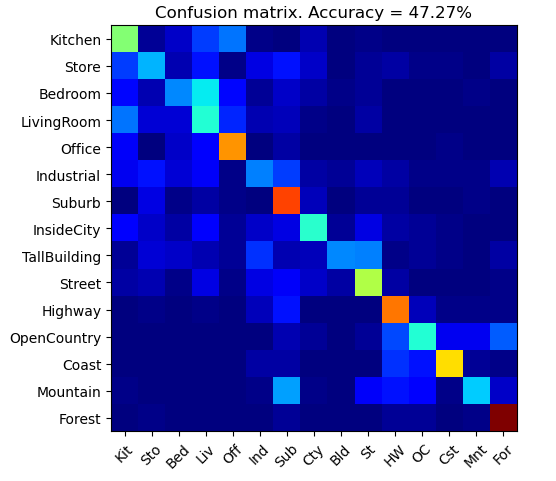 Confusion matrix. Accuracy = 47.27%
Kitchen
Store
Bedroom
LivingRoom
Office
Industrial
Suburb
InsideCity
TallBuilding
Street
Highway
OpenCountry
Coast
Mountain
Forest
Kit Sto Bed Liv Off Ind Sub Cty Bld St HW OC Cst Mnt For